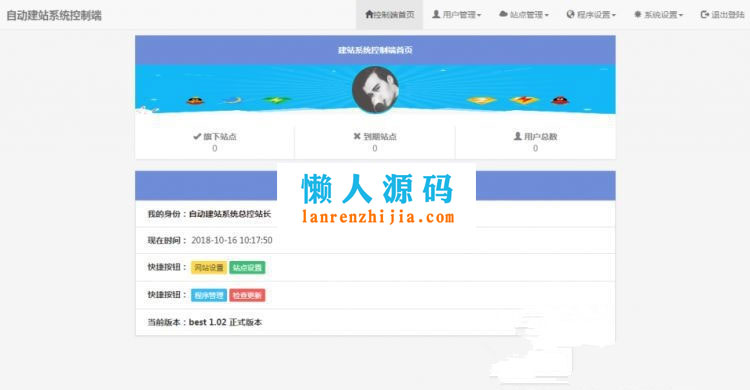 自动建站系统控制端
控制端首页 用户管理 站点管理 程序设置 系统设置 退出登陆
建站系统控制端首页
旗下站点 到期站点 用户总数
0 0 0
懒人源码
lanrenzhijia.com
我的身份：自动建站系统总控站长
现在时间： 2018-10-16 10:17:50
快捷按钮： 网站设置 站点设置
快捷按钮： 程序管理 检查更新
当前版本：best 1.02 正式版本